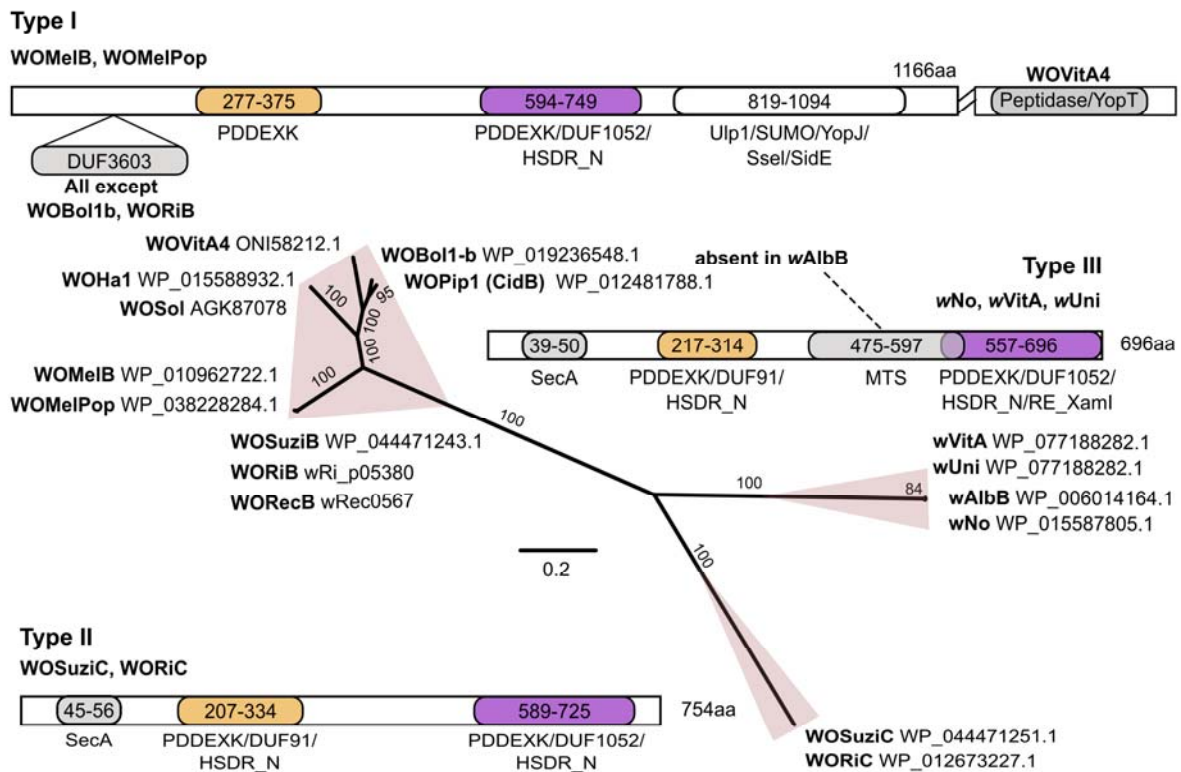 Type I
WOMelB, WOMelPop
1166aa
WOVitA4
277-375
594-749
819-1094
Peptidase/YopT
PDDEXK
PDDEXK/DUF1052/
HSDR_N
Ulp1/SUMO/YopJ/
SseI/SidE
DUF3603
All except
WOBol1b, WORiB
WOVitA4 ONI58212.1
WOBol1-b WP_019236548.1
WOHa1 WP_015588932.1
WOPip1 (CidB) WP_012481788.1
WOSol AGK87078
100
95
100
100
100
WOMelB WP_010962722.1
WOMelPop WP_038228284.1
WOSuziB WP_044471243.1
WORiB wRi_p05380
WORecB wRec0567
100
absent in wAlbB
Type III
wNo, wVitA, wUni
39-50
217-314
475-597
557-696
696aa
SecA
PDDEXK/DUF91/
HSDR_N
MTS
PDDEXK/DUF1052/
HSDR_N/RE_XamI
wVitA WP_077188282.1
wUni WP_077188282.1
wAlbB WP_006014164.1
wNo WP_015587805.1
100
84
0.2
100
Type II
WOSuziC, WORiC
45-56
207-334
589-725
754aa
SecA
PDDEXK/DUF91/
HSDR_N
PDDEXK/DUF1052/
HSDR_N
WOSuziC WP_044471251.1
WORiC WP_012673227.1